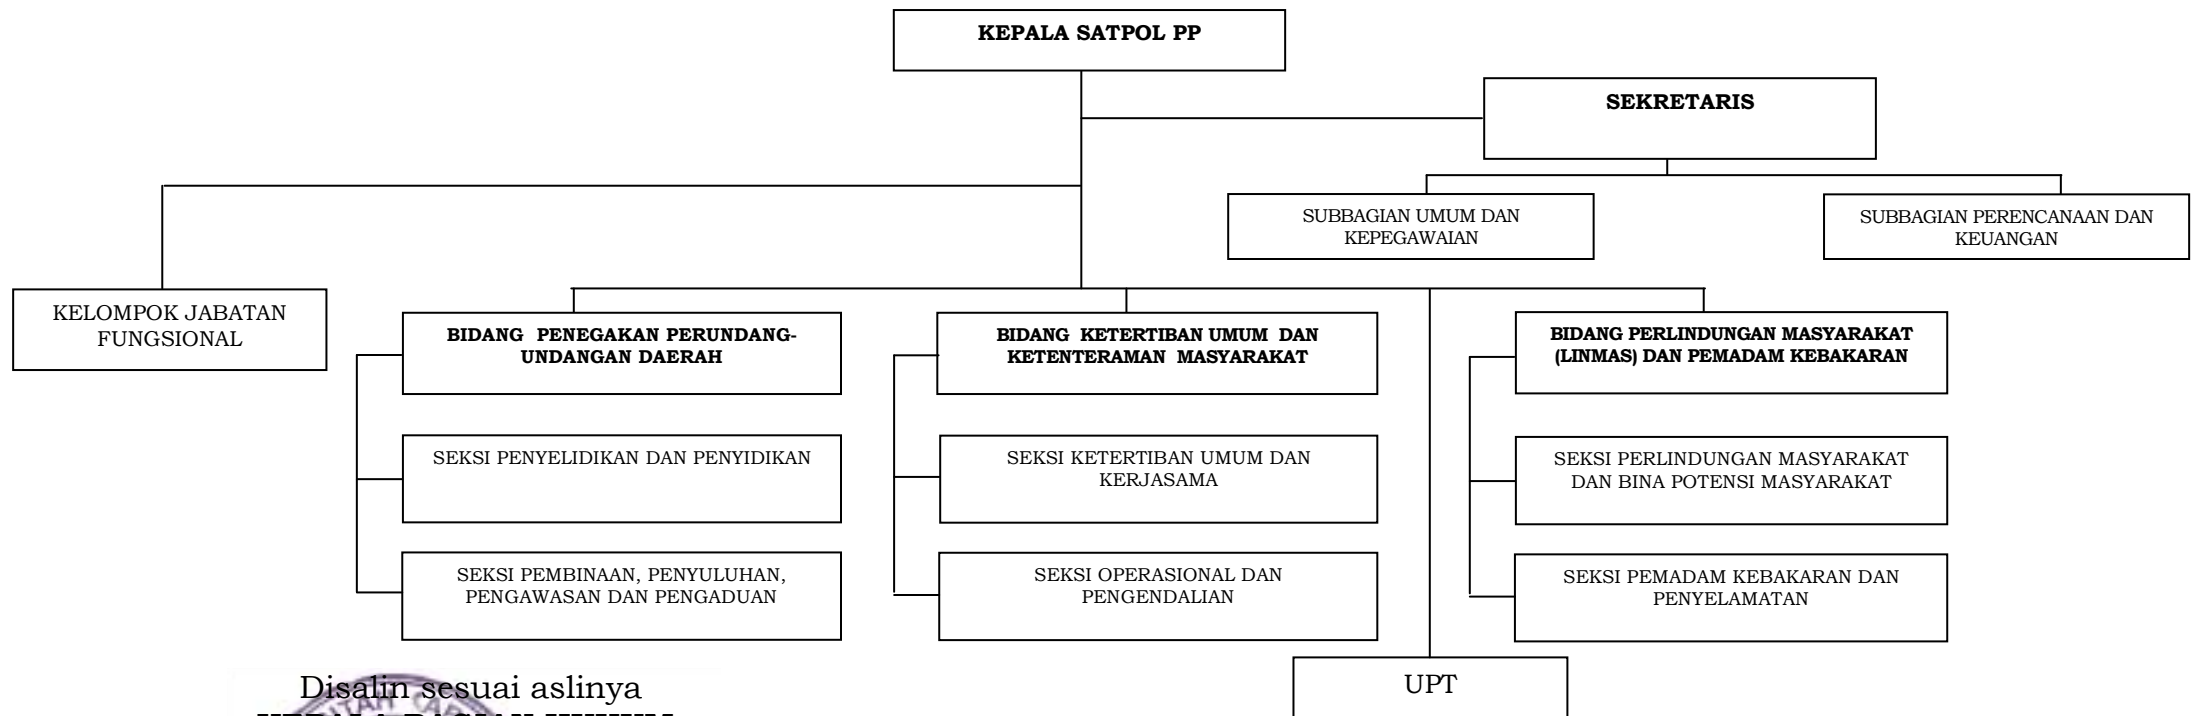 KEPALA SATPOL PP
SEKRETARIS
SUBBAGIAN UMUM DAN
KEPEGAWAIAN
SUBBAGIAN PERENCANAAN DAN
KEUANGAN
KELOMPOK JABATAN
FUNGSIONAL
BIDANG PENEGAKAN PERUNDANG-
UNDANGAN DAERAH
BIDANG KETERTIBAN UMUM DAN
KETENTERAMAN MASYARAKAT
BIDANG PERLINDUNGAN MASYARAKAT
(LINMAS) DAN PEMADAM KEBAKARAN
SEKSI PENYELIDIKAN DAN PENYIDIKAN
SEKSI KETERTIBAN UMUM DAN
KERJASAMA
SEKSI PERLINDUNGAN MASYARAKAT
DAN BINA POTENSI MASYARAKAT
SEKSI PEMBINAAN, PENYULUHAN,
PENGAWASAN DAN PENGADUAN
SEKSI OPERASIONAL DAN
PENGENDALIAN
SEKSI PEMADAM KEBAKARAN DAN
PENYELAMATAN
UPT
Disalin sesuai aslinya
KEPALA BAGIAN HUKUM